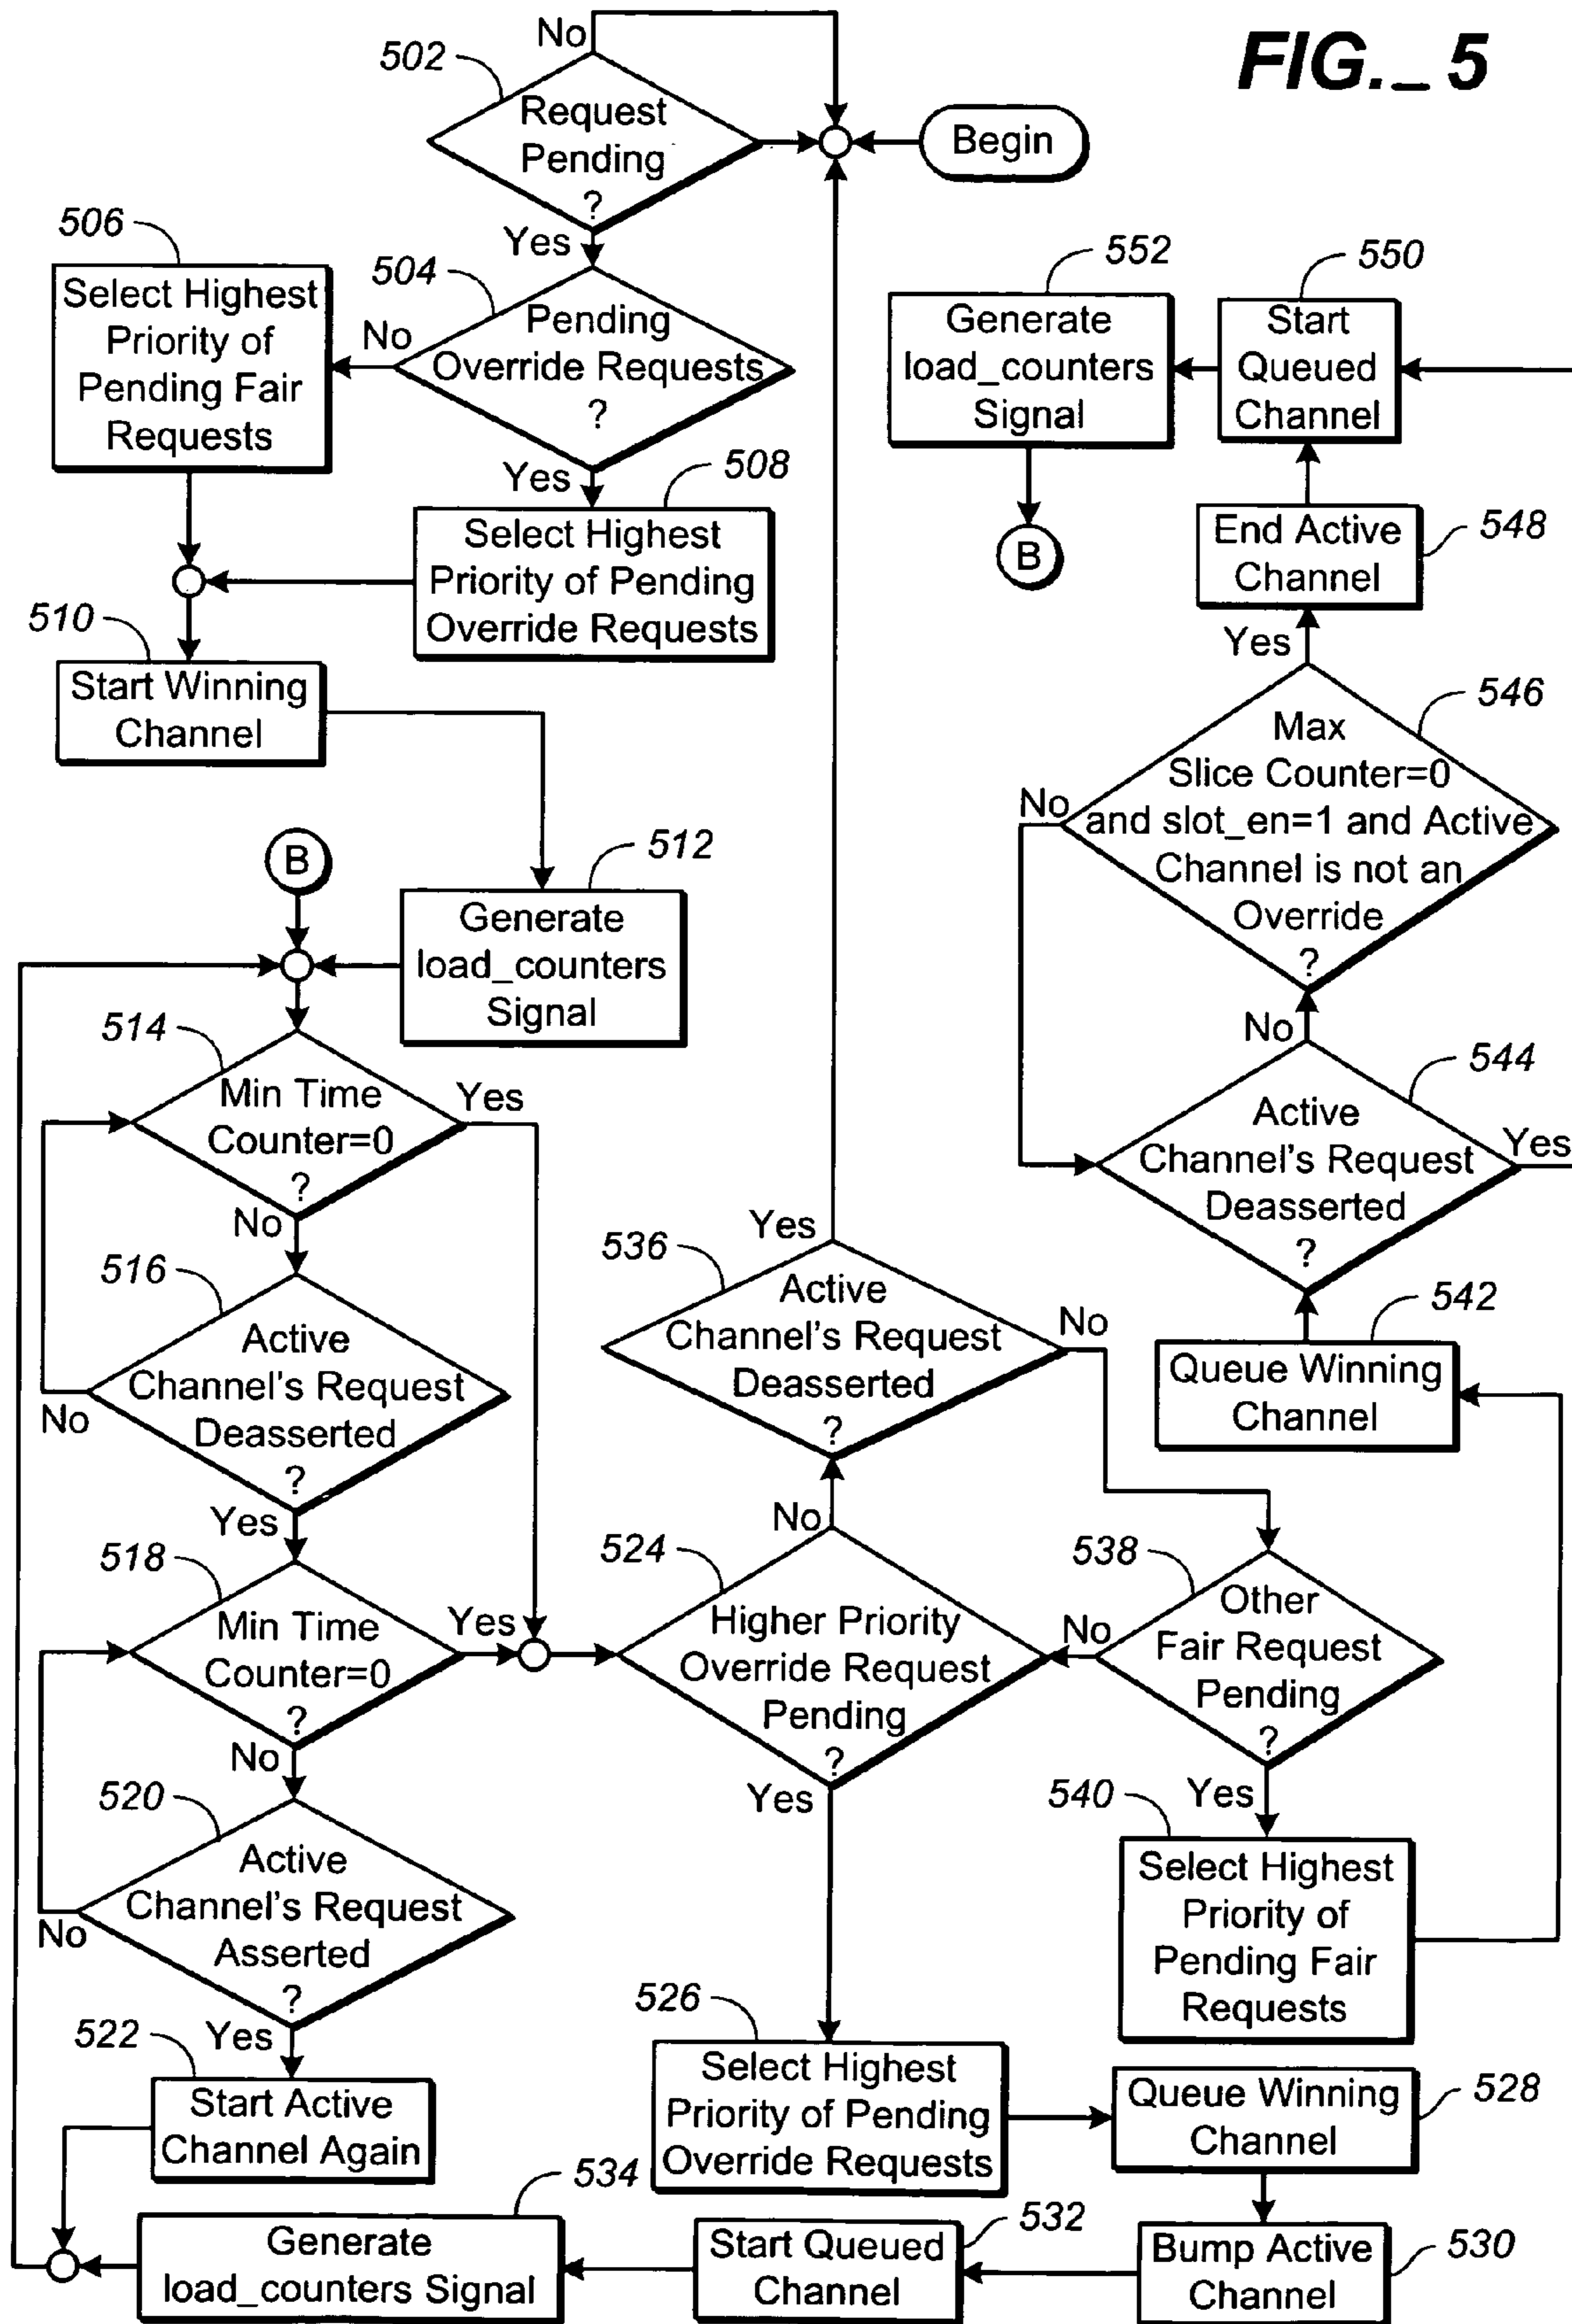 FIG._ 5
No
502
Request
Pending
?
Begin
Yes
506
Select Highest
Priority of
Pending Fair
Requests
504
No
Pending
Override Requests
?
Yes
508
Select Highest
Priority of Pending
Override Requests
510
Start Winning
Channel
552
Generate
load_counters
Signal
B
550
Start
Queued
Channel
End Active
Channel
548
Yes
546
Max
Slice Counter=0
and slot_en=1 and Active
Channel is not an
Override
?
No
No
544
Active
Channel's Request
Deasserted
?
Yes
542
Queue Winning
Channel
B
512
Generate
load_counters
Signal
514
Min Time
Counter=0
?
Yes
No
516
Active
Channel's Request
Deasserted
?
No
Yes
518
Min Time
Counter=0
?
Yes
No
520
Active
Channel's Request
Asserted
?
No
Yes
522
Start Active
Channel Again
Yes
536
Active
Channel's Request
Deasserted
?
No
No
524
Higher Priority
Override Request
Pending
?
Yes
538
Other
Fair Request
Pending
?
No
Yes
540
Select Highest
Priority of
Pending Fair
Requests
526
Select Highest
Priority of Pending
Override Requests
Queue Winning
Channel
528
Bump Active
Channel
530
532
Start Queued
Channel
534
Generate
load_counters Signal